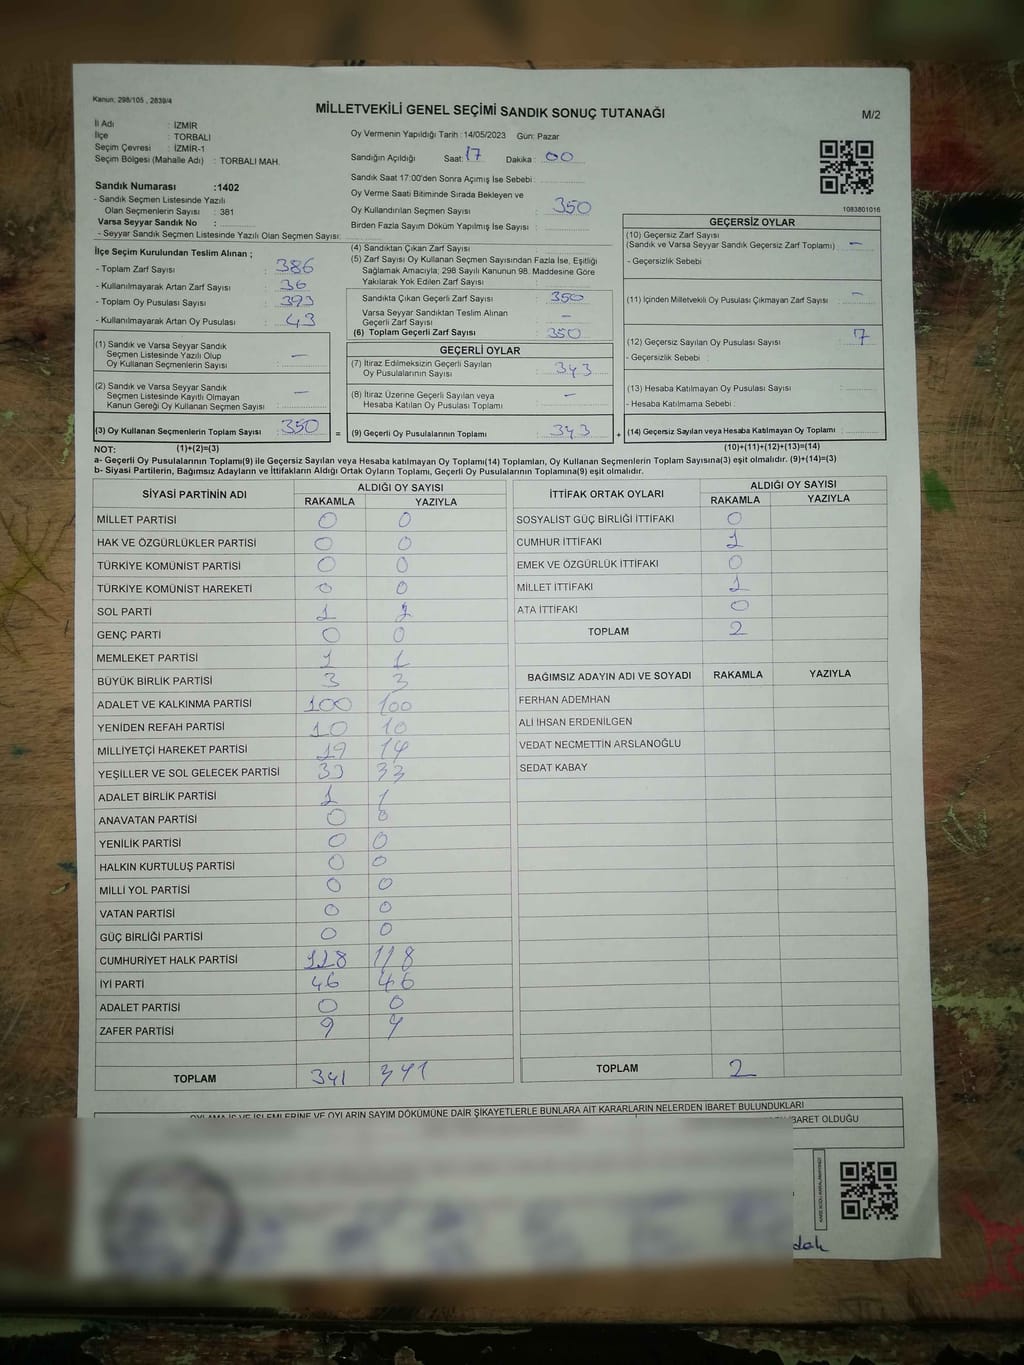 Kanun: 298/105 , 2839/4
MİLLETVEKİLİ GENEL SEÇİMİ SANDIK SONUÇ TUTANAĞI
M/2
İl Adı : İZMİR
İlçe : TORBALI
Seçim Çevresi : İZMİR-1
Seçim Bölgesi (Mahalle Adı) : TORBALI MAH.
Sandık Numarası :1402
- Sandık Seçmen Listesinde Yazılı
Olan Seçmenlerin Sayısı : 381
Varsa Seyyar Sandık No :
- Seyyar Sandık Seçmen Listesinde Yazılı Olan Seçmen Sayısı:
Oy Vermenin Yapıldığı Tarih : 14/05/2023 Gün: Pazar
Sandığın Açıldığı Saat: 17 Dakika : 00
Sandık Saat 17:00'den Sonra Açımış İse Sebebi :
Oy Verme Saati Bitiminde Sırada Bekleyen ve
Oy Kullandırılan Seçmen Sayısı : 350
Birden Fazla Sayım Döküm Yapılmış İse Sayısı :
1083801016
İlçe Seçim Kurulundan Teslim Alınan ;
- Toplam Zarf Sayısı : 386
- Kullanılmayarak Artan Zarf Sayısı : 36
- Toplam Oy Pusulası Sayısı : 393
- Kullanılmayarak Artan Oy Pusulası : 43
(1) Sandık ve Varsa Seyyar Sandık
Seçmen Listesinde Yazılı Olup
Oy Kullanan Seçmenlerin Sayısı : —
(2) Sandık ve Varsa Seyyar Sandık
Seçmen Listesinde Kayıtlı Olmayan
Kanun Gereği Oy Kullanan Seçmen Sayısı : —
(3) Oy Kullanan Seçmenlerin Toplam Sayısı : 350 =
(4) Sandıktan Çıkan Zarf Sayısı :
(5) Zarf Sayısı Oy Kullanan Seçmen Sayısından Fazla İse, Eşitliği
Sağlamak Amacıyla; 298 Sayılı Kanunun 98. Maddesine Göre
Yakılarak Yok Edilen Zarf Sayısı :
Sandıkta Çıkan Geçerli Zarf Sayısı : 350
Varsa Seyyar Sandıktan Teslim Alınan
Geçerli Zarf Sayısı : —
(6) Toplam Geçerli Zarf Sayısı : 350
GEÇERLİ OYLAR
(7) İtiraz Edilmeksizin Geçerli Sayılan
Oy Pusulalarının Sayısı : 343
(8) İtiraz Üzerine Geçerli Sayılan veya
Hesaba Katılan Oy Pusulası Toplamı : —
(9) Geçerli Oy Pusulalarının Toplamı : 343 +
GEÇERSİZ OYLAR
(10) Geçersiz Zarf Sayısı
(Sandık ve Varsa Seyyar Sandık Geçersiz Zarf Toplamı) : —
- Geçersizlik Sebebi :
(11) İçinden Milletvekili Oy Pusulası Çıkmayan Zarf Sayısı : —
(12) Geçersiz Sayılan Oy Pusulası Sayısı : 7
- Geçersizlik Sebebi :
(13) Hesaba Katılmayan Oy Pusulası Sayısı :
- Hesaba Katılmama Sebebi :
(14) Geçersiz Sayılan veya Hesaba Katılmayan Oy Toplamı :
NOT: (1)+(2)=(3) (10)+(11)+(12)+(13)=(14)
a- Geçerli Oy Pusulalarının Toplamı(9) ile Geçersiz Sayılan veya Hesaba katılmayan Oy Toplamı(14) Toplamları, Oy Kullanan Seçmenlerin Toplam Sayısına(3) eşit olmalıdır. (9)+(14)=(3)
b- Siyasi Partilerin, Bağımsız Adayların ve İttifakların Aldığı Ortak Oyların Toplamı, Geçerli Oy Pusulalarının Toplamına(9) eşit olmalıdır.
SİYASİ PARTİNİN ADI ALDIĞI OY SAYISI
RAKAMLA YAZIYLA
MİLLET PARTİSİ 0 0
HAK VE ÖZGÜRLÜKLER PARTİSİ 0 0
TÜRKİYE KOMÜNİST PARTİSİ 0 0
TÜRKİYE KOMÜNİST HAREKETİ 0 0
SOL PARTİ 1 1
GENÇ PARTİ 0 0
MEMLEKET PARTİSİ 1 1
BÜYÜK BİRLİK PARTİSİ 3 3
ADALET VE KALKINMA PARTİSİ 100 100
YENİDEN REFAH PARTİSİ 10 10
MİLLİYETÇİ HAREKET PARTİSİ 19 19
YEŞİLLER VE SOL GELECEK PARTİSİ 33 33
ADALET BİRLİK PARTİSİ 1 1
ANAVATAN PARTİSİ 0 0
YENİLİK PARTİSİ 0 0
HALKIN KURTULUŞ PARTİSİ 0 0
MİLLİ YOL PARTİSİ 0 0
VATAN PARTİSİ 0 0
GÜÇ BİRLİĞİ PARTİSİ 0 0
CUMHURİYET HALK PARTİSİ 118 118
İYİ PARTİ 46 46
ADALET PARTİSİ 0 0
ZAFER PARTİSİ 9 9
TOPLAM 341 341
İTTİFAK ORTAK OYLARI ALDIĞI OY SAYISI
RAKAMLA YAZIYLA
SOSYALİST GÜÇ BİRLİĞİ İTTİFAKI 0
CUMHUR İTTİFAKI 1
EMEK VE ÖZGÜRLÜK İTTİFAKI 0
MİLLET İTTİFAKI 1
ATA İTTİFAKI 0
TOPLAM 2
BAĞIMSIZ ADAYIN ADI VE SOYADI RAKAMLA YAZIYLA
FERHAN ADEMHAN
ALİ İHSAN ERDENİLGEN
VEDAT NECMETTİN ARSLANOĞLU
SEDAT KABAY
TOPLAM 2
OYLAMA İŞ VE İŞLEMLERİNE VE OYLARIN SAYIM DÖKÜMÜNE DAİR ŞİKAYETLERLE BUNLARA AİT KARARLARIN NELERDEN İBARET BULUNDUKLARI
İBARET OLDUĞU